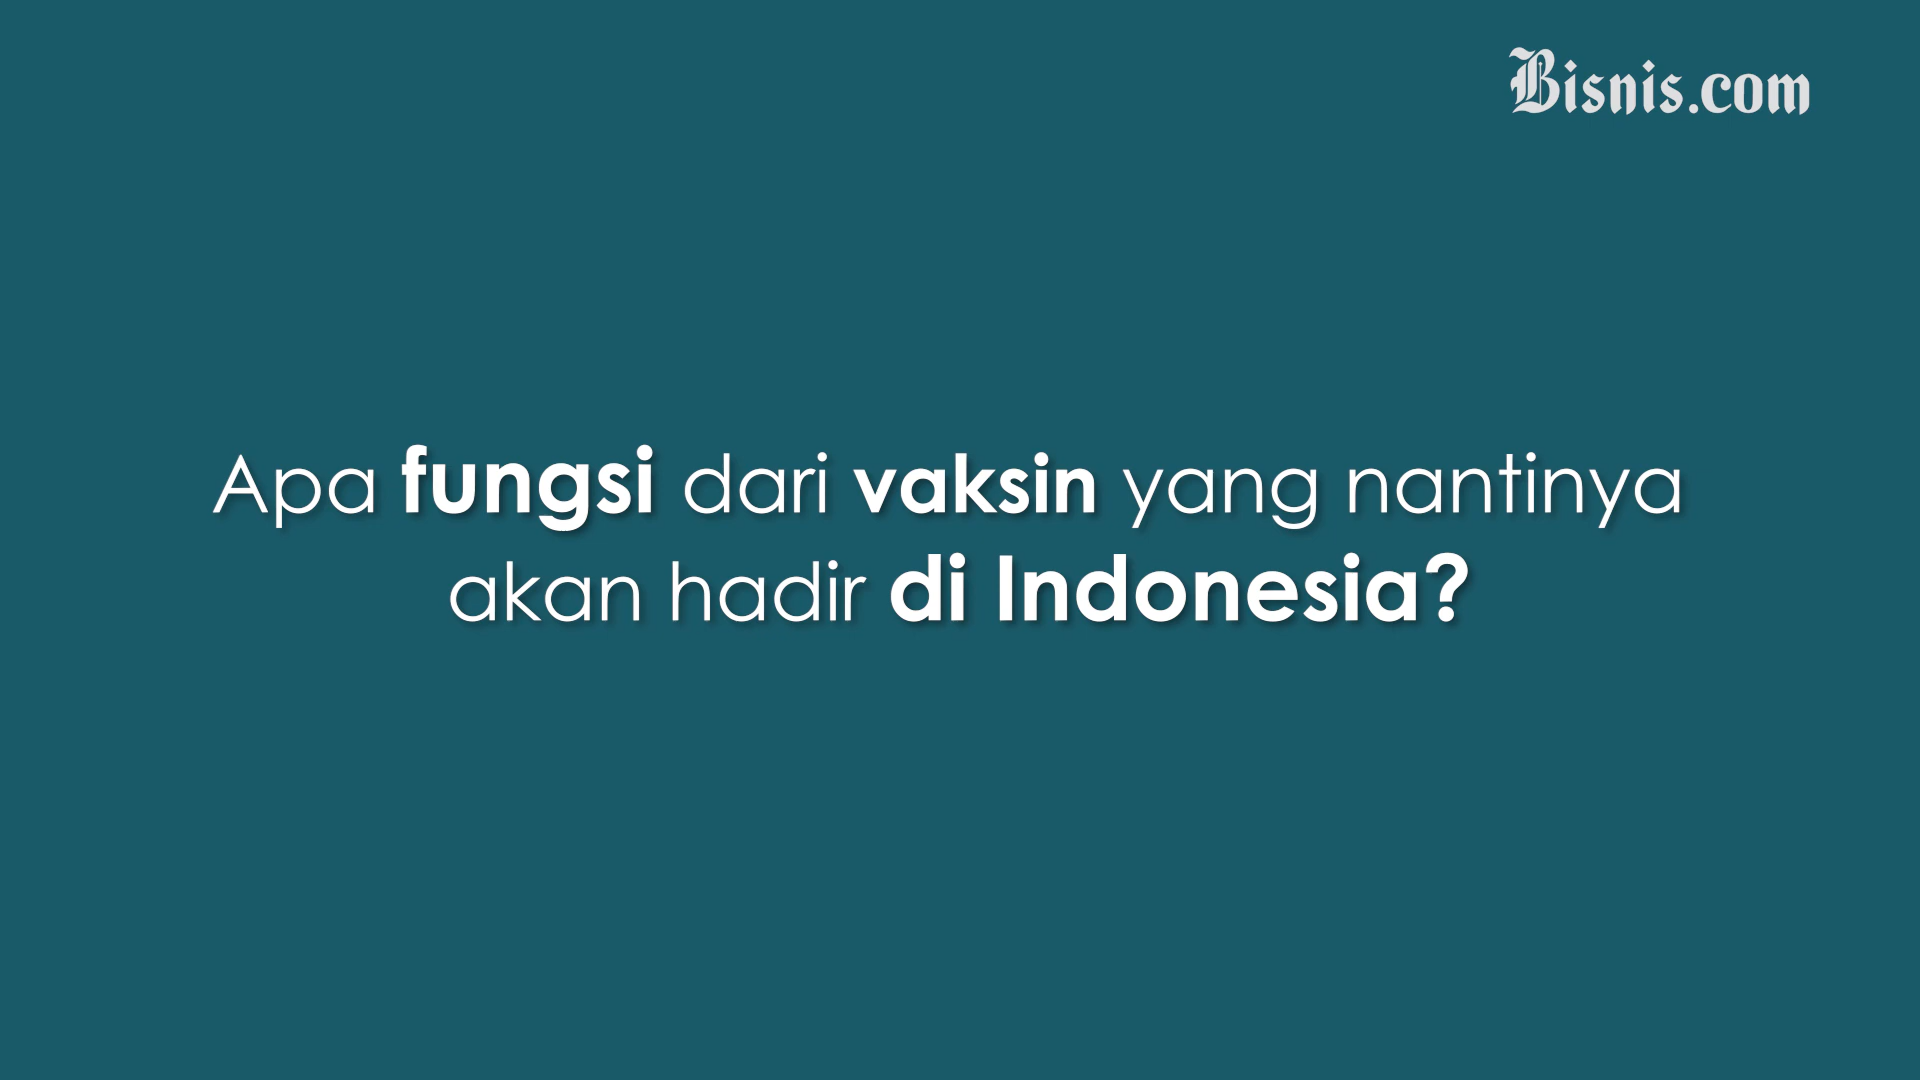 Bisnis.com
Apa fungsi dari vaksin yang nantinya
akan hadir di Indonesia?